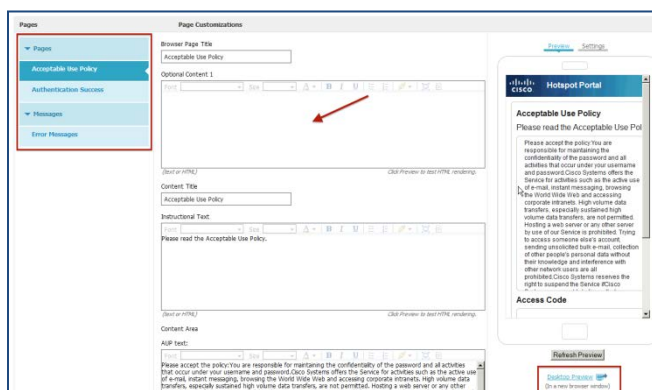 Pages
Page Customizations
Pages
Acceptable Use Policy
Authentication Success
Messages
Error Messages
Browser Page Title
Acceptable Use Policy
Optional Content 1
Font
Size
A
B I U
(text or HTML)
Click Preview to test HTML rendering.
Content Title
Acceptable Use Policy
Instructional Text
Font
Size
A
B I U
Please read the Acceptable Use Policy.
(text or HTML)
Click Preview to test HTML rendering.
Content Area
AUP text:
Font
Size
A
B I U
Please accept the policy:You are responsible for maintaining the confidentiality of the password and all activities
that occur under your username and password.Cisco Systems offers the Service for activities such as the active use
of e-mail, instant messaging, browsing the World Wide Web and accessing corporate intranets. High volume data
transfers, especially sustained high volume data transfers, are not permitted. Hosting a web server or any other
Preview Settings
CISCO
Hotspot Portal
Acceptable Use Policy
Please read the Acceptable Use Pol
Please accept the policy:You are
responsible for maintaining the
confidentiality of the password and all
activities that occur under your username
and password.Cisco Systems offers the
Service for activities such as the active use
of e-mail, instant messaging, browsing
the World Wide Web and accessing
corporate intranets. High volume data
transfers, especially sustained high
volume data transfers, are not permitted.
Hosting a web server or any other server
by use of our Service is prohibited. Trying
to access someone else's account,
sending unsolicited bulk e-mail, collection
of other people's personal data without
their knowledge and interference with
other network users are all
prohibited.Cisco Systems reserves the
right to suspend the Service if Cisco
Access Code
Refresh Preview
Desktop Preview
(In a new browser window)